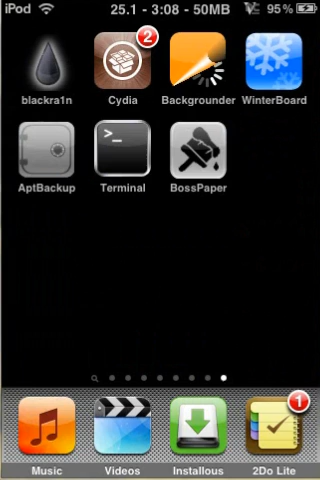 iPod 25.1 - 3:08 - 50MB 95%
2
blackra1n Cydia Backgrounder WinterBoard
>_
AptBackup Terminal BossPaper
1
Music Videos Installous 2Do Lite